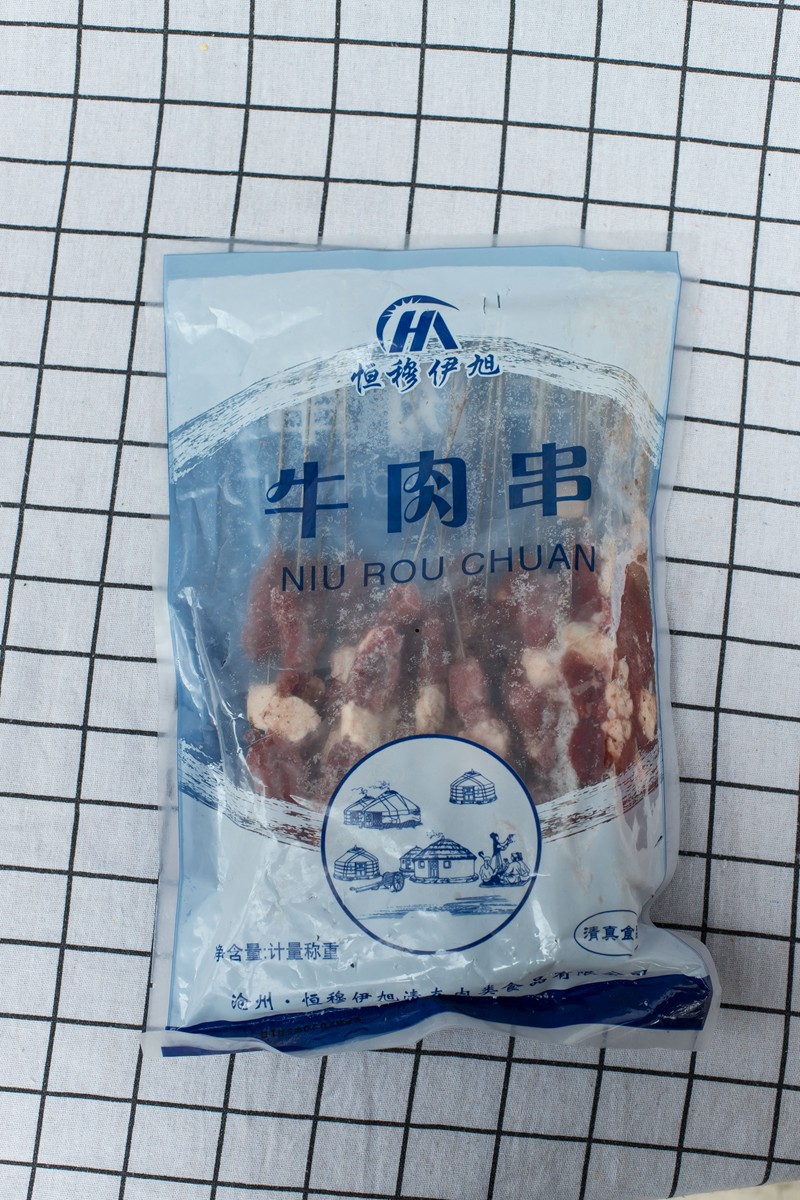 恒穆伊旭
牛肉串
NIU ROU CHUAN
清真食
净含量:计量称重
沧州·恒穆伊旭清真肉类食品有限公司